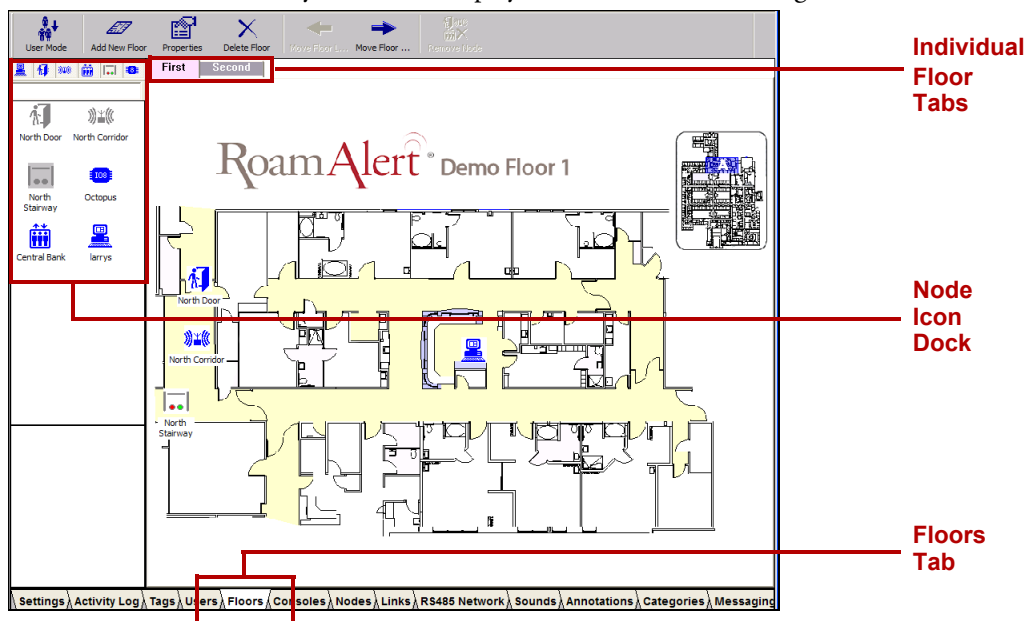 User Mode Add New Floor Properties Delete Floor Move Floor L... Move Floor ... Remove Node
First Second
Individual
Floor
Tabs
North Door North Corridor
North
Stairway
Octopus
IO8
Central Bank larrys
RoamAlert® Demo Floor 1
North Door
North Corridor
North
Stairway
Node
Icon
Dock
Floors
Tab
Settings Activity Log Tags Users Floors Consoles Nodes Links RS485 Network Sounds Annotations Categories Messaging